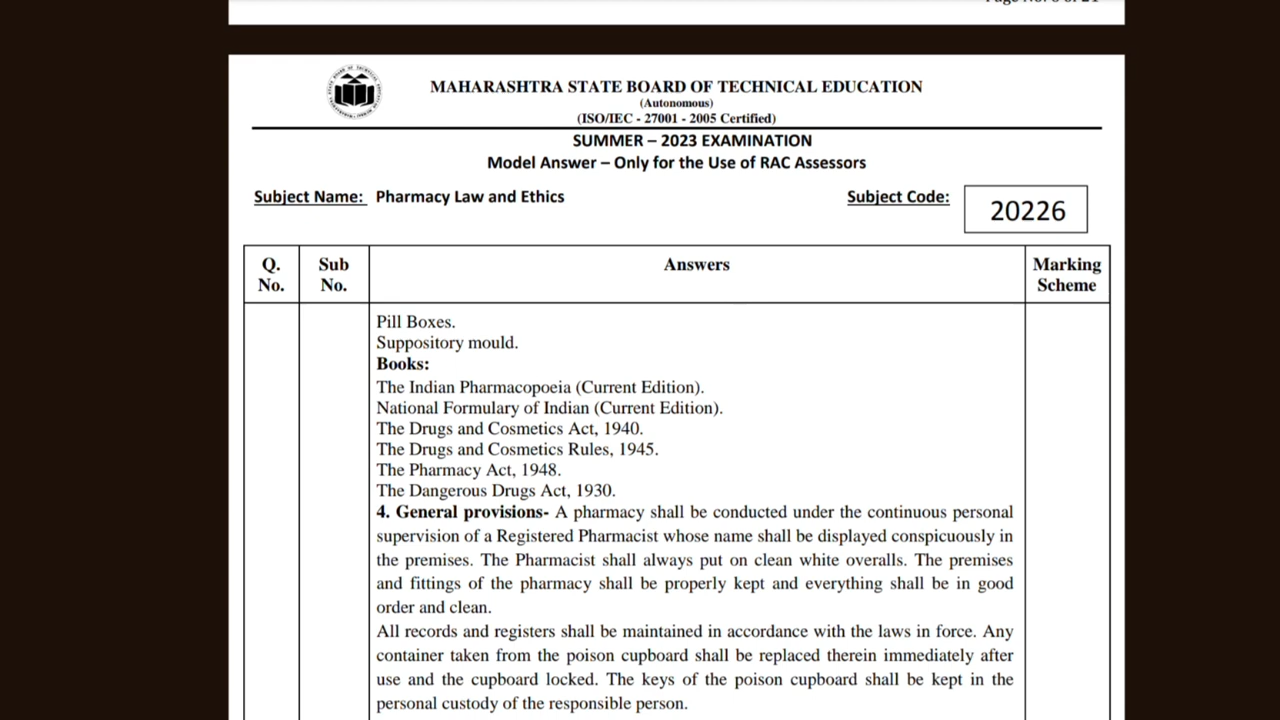 MAHARASHTRA STATE BOARD OF TECHNICAL EDUCATION
(Autonomous)
(ISO/IEC - 27001 - 2005 Certified)
SUMMER – 2023 EXAMINATION
Model Answer – Only for the Use of RAC Assessors
Subject Name: Pharmacy Law and Ethics
Subject Code: 20226
Q. No. Sub No. Answers Marking Scheme
Pill Boxes.
Suppository mould.
Books:
The Indian Pharmacopoeia (Current Edition).
National Formulary of Indian (Current Edition).
The Drugs and Cosmetics Act, 1940.
The Drugs and Cosmetics Rules, 1945.
The Pharmacy Act, 1948.
The Dangerous Drugs Act, 1930.
4. General provisions- A pharmacy shall be conducted under the continuous personal
supervision of a Registered Pharmacist whose name shall be displayed conspicuously in
the premises. The Pharmacist shall always put on clean white overalls. The premises
and fittings of the pharmacy shall be properly kept and everything shall be in good
order and clean.
All records and registers shall be maintained in accordance with the laws in force. Any
container taken from the poison cupboard shall be replaced therein immediately after
use and the cupboard locked. The keys of the poison cupboard shall be kept in the
personal custody of the responsible person.